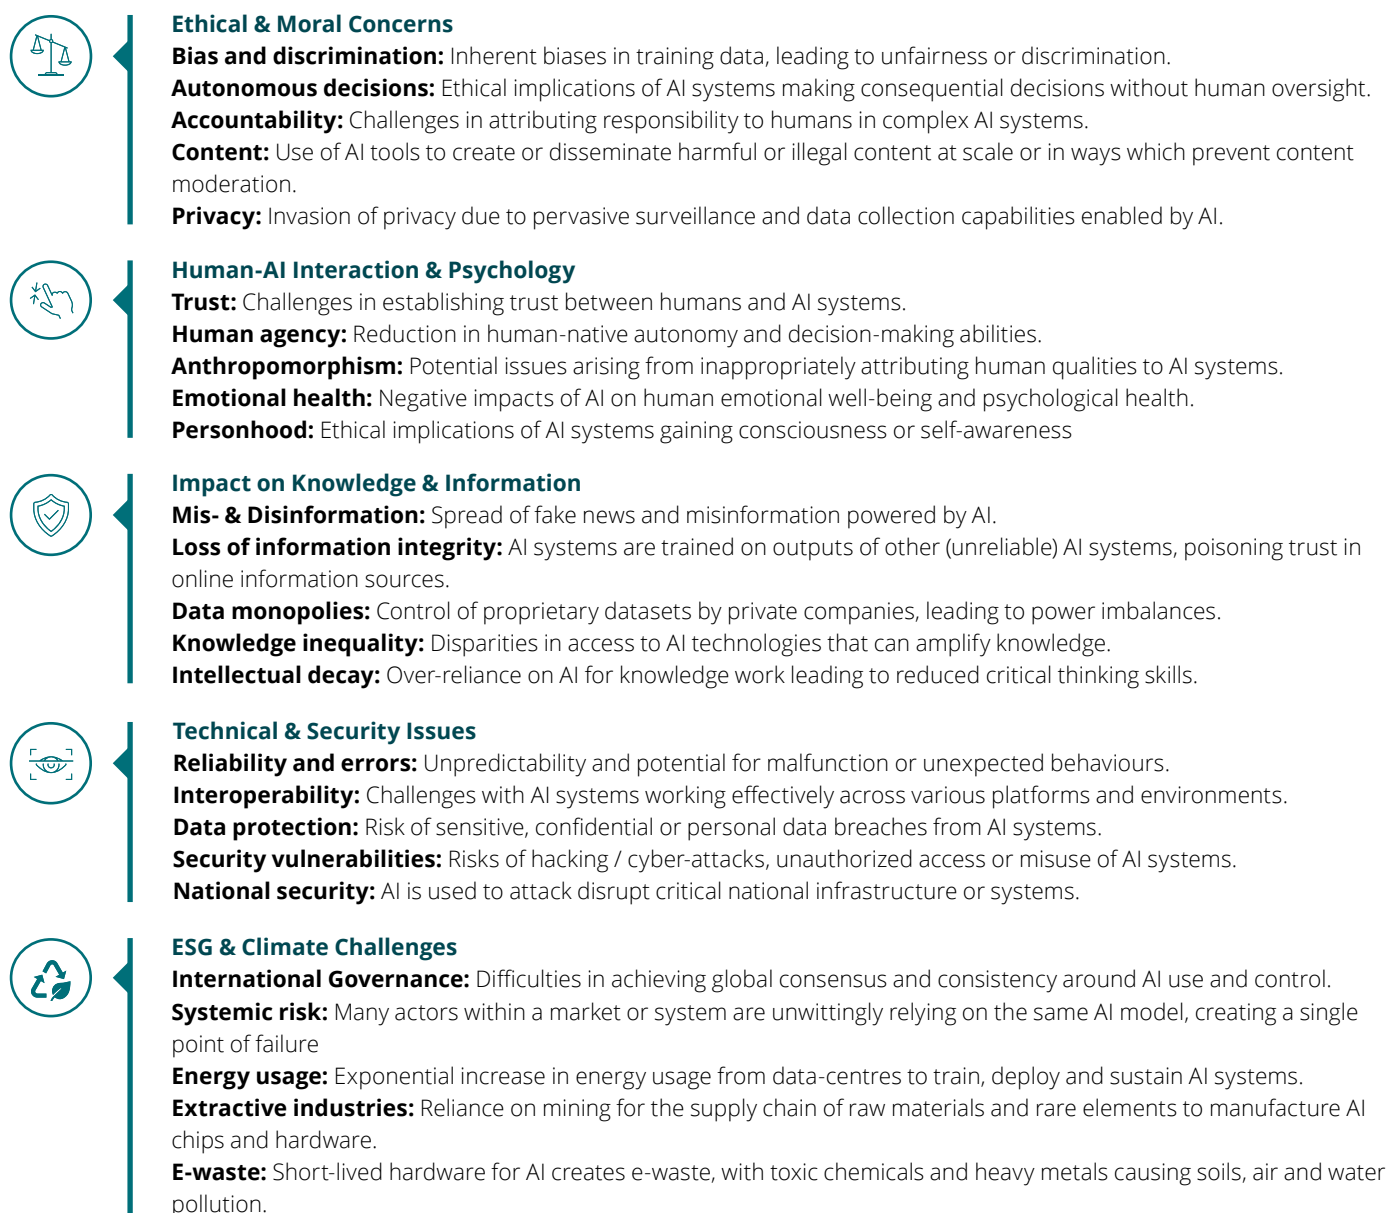 Ethical & Moral Concerns
Bias and discrimination: Inherent biases in training data, leading to unfairness or discrimination.
Autonomous decisions: Ethical implications of AI systems making consequential decisions without human oversight.
Accountability: Challenges in attributing responsibility to humans in complex AI systems.
Content: Use of AI tools to create or disseminate harmful or illegal content at scale or in ways which prevent content
moderation.
Privacy: Invasion of privacy due to pervasive surveillance and data collection capabilities enabled by AI.
Human-AI Interaction & Psychology
Trust: Challenges in establishing trust between humans and AI systems.
Human agency: Reduction in human-native autonomy and decision-making abilities.
Anthropomorphism: Potential issues arising from inappropriately attributing human qualities to AI systems.
Emotional health: Negative impacts of AI on human emotional well-being and psychological health.
Personhood: Ethical implications of AI systems gaining consciousness or self-awareness
Impact on Knowledge & Information
Mis- & Disinformation: Spread of fake news and misinformation powered by AI.
Loss of information integrity: AI systems are trained on outputs of other (unreliable) AI systems, poisoning trust in
online information sources.
Data monopolies: Control of proprietary datasets by private companies, leading to power imbalances.
Knowledge inequality: Disparities in access to AI technologies that can amplify knowledge.
Intellectual decay: Over-reliance on AI for knowledge work leading to reduced critical thinking skills.
Technical & Security Issues
Reliability and errors: Unpredictability and potential for malfunction or unexpected behaviours.
Interoperability: Challenges with AI systems working effectively across various platforms and environments.
Data protection: Risk of sensitive, confidential or personal data breaches from AI systems.
Security vulnerabilities: Risks of hacking / cyber-attacks, unauthorized access or misuse of AI systems.
National security: AI is used to attack disrupt critical national infrastructure or systems.
ESG & Climate Challenges
International Governance: Difficulties in achieving global consensus and consistency around AI use and control.
Systemic risk: Many actors within a market or system are unwittingly relying on the same AI model, creating a single
point of failure
Energy usage: Exponential increase in energy usage from data-centres to train, deploy and sustain AI systems.
Extractive industries: Reliance on mining for the supply chain of raw materials and rare elements to manufacture AI
chips and hardware.
E-waste: Short-lived hardware for AI creates e-waste, with toxic chemicals and heavy metals causing soils, air and water
pollution.